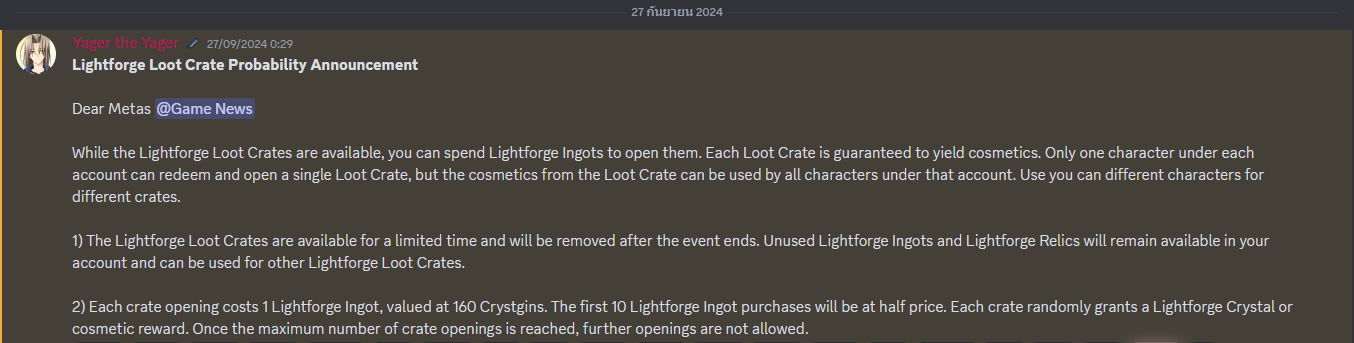 27 กันยายน 2024
Yager the Yager 27/09/2024 0:29
Lightforge Loot Crate Probability Announcement
Dear Metas @Game News
While the Lightforge Loot Crates are available, you can spend Lightforge Ingots to open them. Each Loot Crate is guaranteed to yield cosmetics. Only one character under each
account can redeem and open a single Loot Crate, but the cosmetics from the Loot Crate can be used by all characters under that account. Use you can different characters for
different crates.
1) The Lightforge Loot Crates are available for a limited time and will be removed after the event ends. Unused Lightforge Ingots and Lightforge Relics will remain available in your
account and can be used for other Lightforge Loot Crates.
2) Each crate opening costs 1 Lightforge Ingot, valued at 160 Crystgins. The first 10 Lightforge Ingot purchases will be at half price. Each crate randomly grants a Lightforge Crystal or
cosmetic reward. Once the maximum number of crate openings is reached, further openings are not allowed.